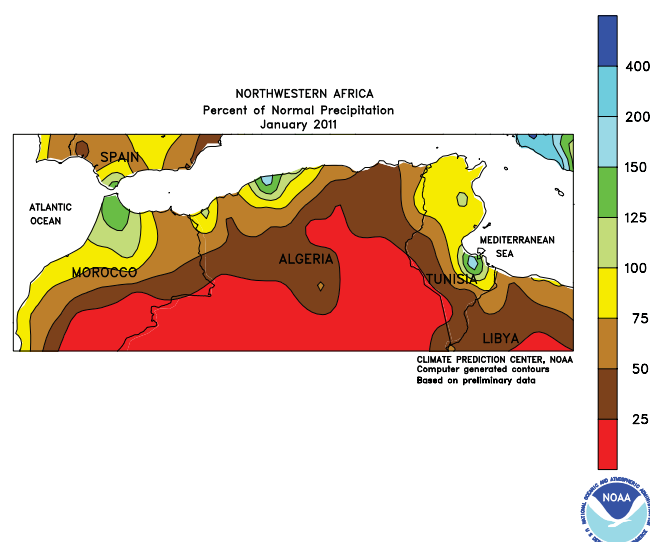 NORTHWESTERN AFRICA
Percent of Normal Precipitation
January 2011
SPAIN
ATLANTIC
OCEAN
MEDITERRANEAN
SEA
ALGERIA
MOROCCO
TUNISIA
LIBYA
CLIMATE PREDICTION CENTER, NOAA
Computer generated contours
Based on preliminary data
400
200
150
125
100
75
50
25
NOAA